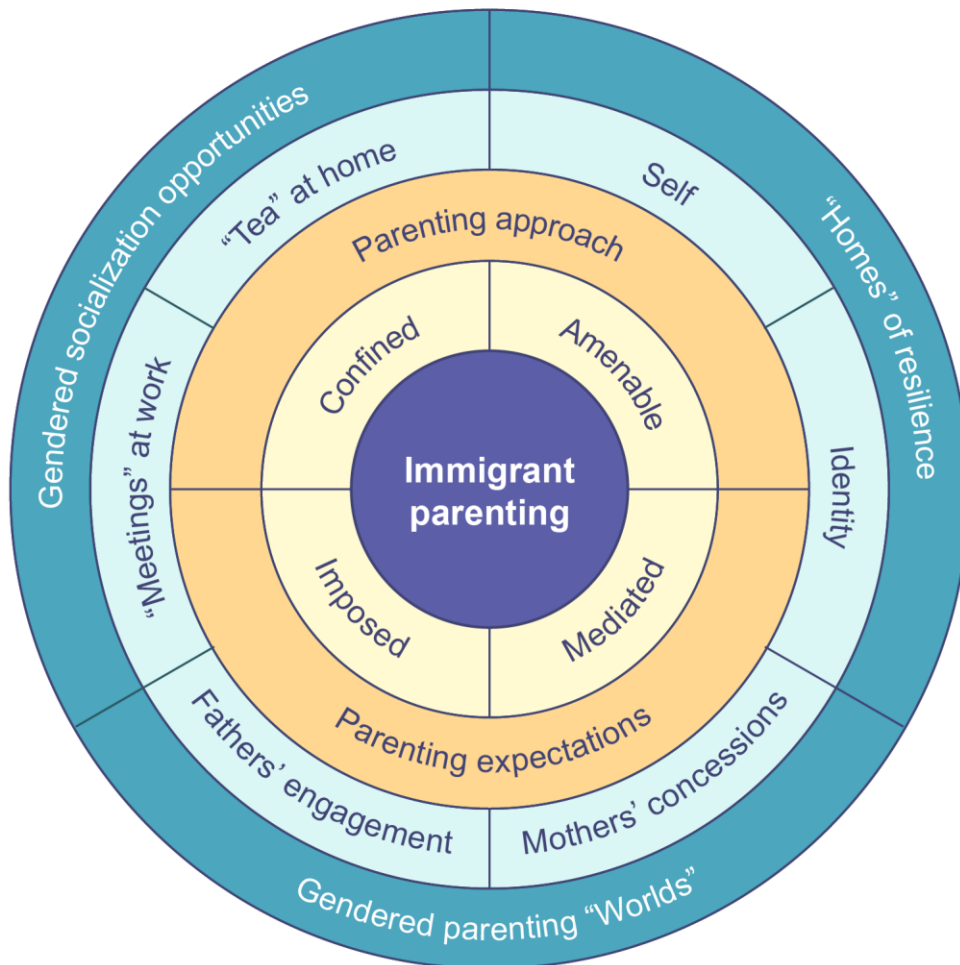 Gendered socialization opportunities
“Homes” of resilience
Gendered parenting “Worlds”
“Tea” at home
Self
“Meetings” at work
Identity
Fathers’ engagement
Mothers’ concessions
Parenting approach
Parenting expectations
Confined
Amenable
Imposed
Mediated
Immigrant
parenting